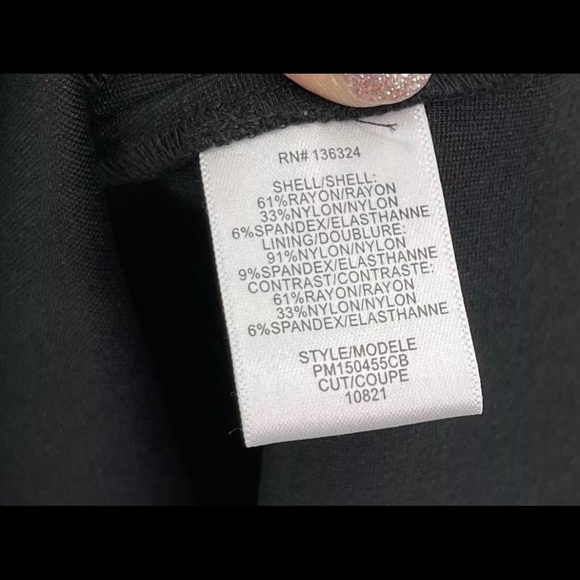 RN# 136324
SHELL/SHELL:
61%RAYON/RAYON
33%NYLON/NYLON
6%SPANDEX/ELASTHANNE
LINING/DOUBLURE:
91%NYLON/NYLON
9%SPANDEX/ELASTHANNE
CONTRAST/CONTRASTE:
61%RAYON/RAYON
33%NYLON/NYLON
6%SPANDEX/ELASTHANNE
STYLE/MODELE
PM150455CB
CUT/COUPE
10821